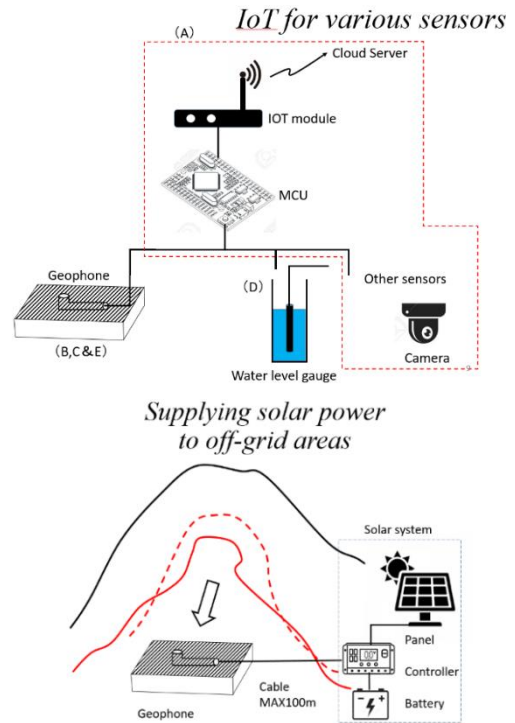 IoT for various sensors
(A)
Cloud Server
IOT module
MCU
Geophone
(B,C&E)
(D)
Other sensors
Camera
Water level gauge
Supplying solar power
to off-grid areas
Solar system
Panel
Controller
Cable
MAX100m
Battery
Geophone